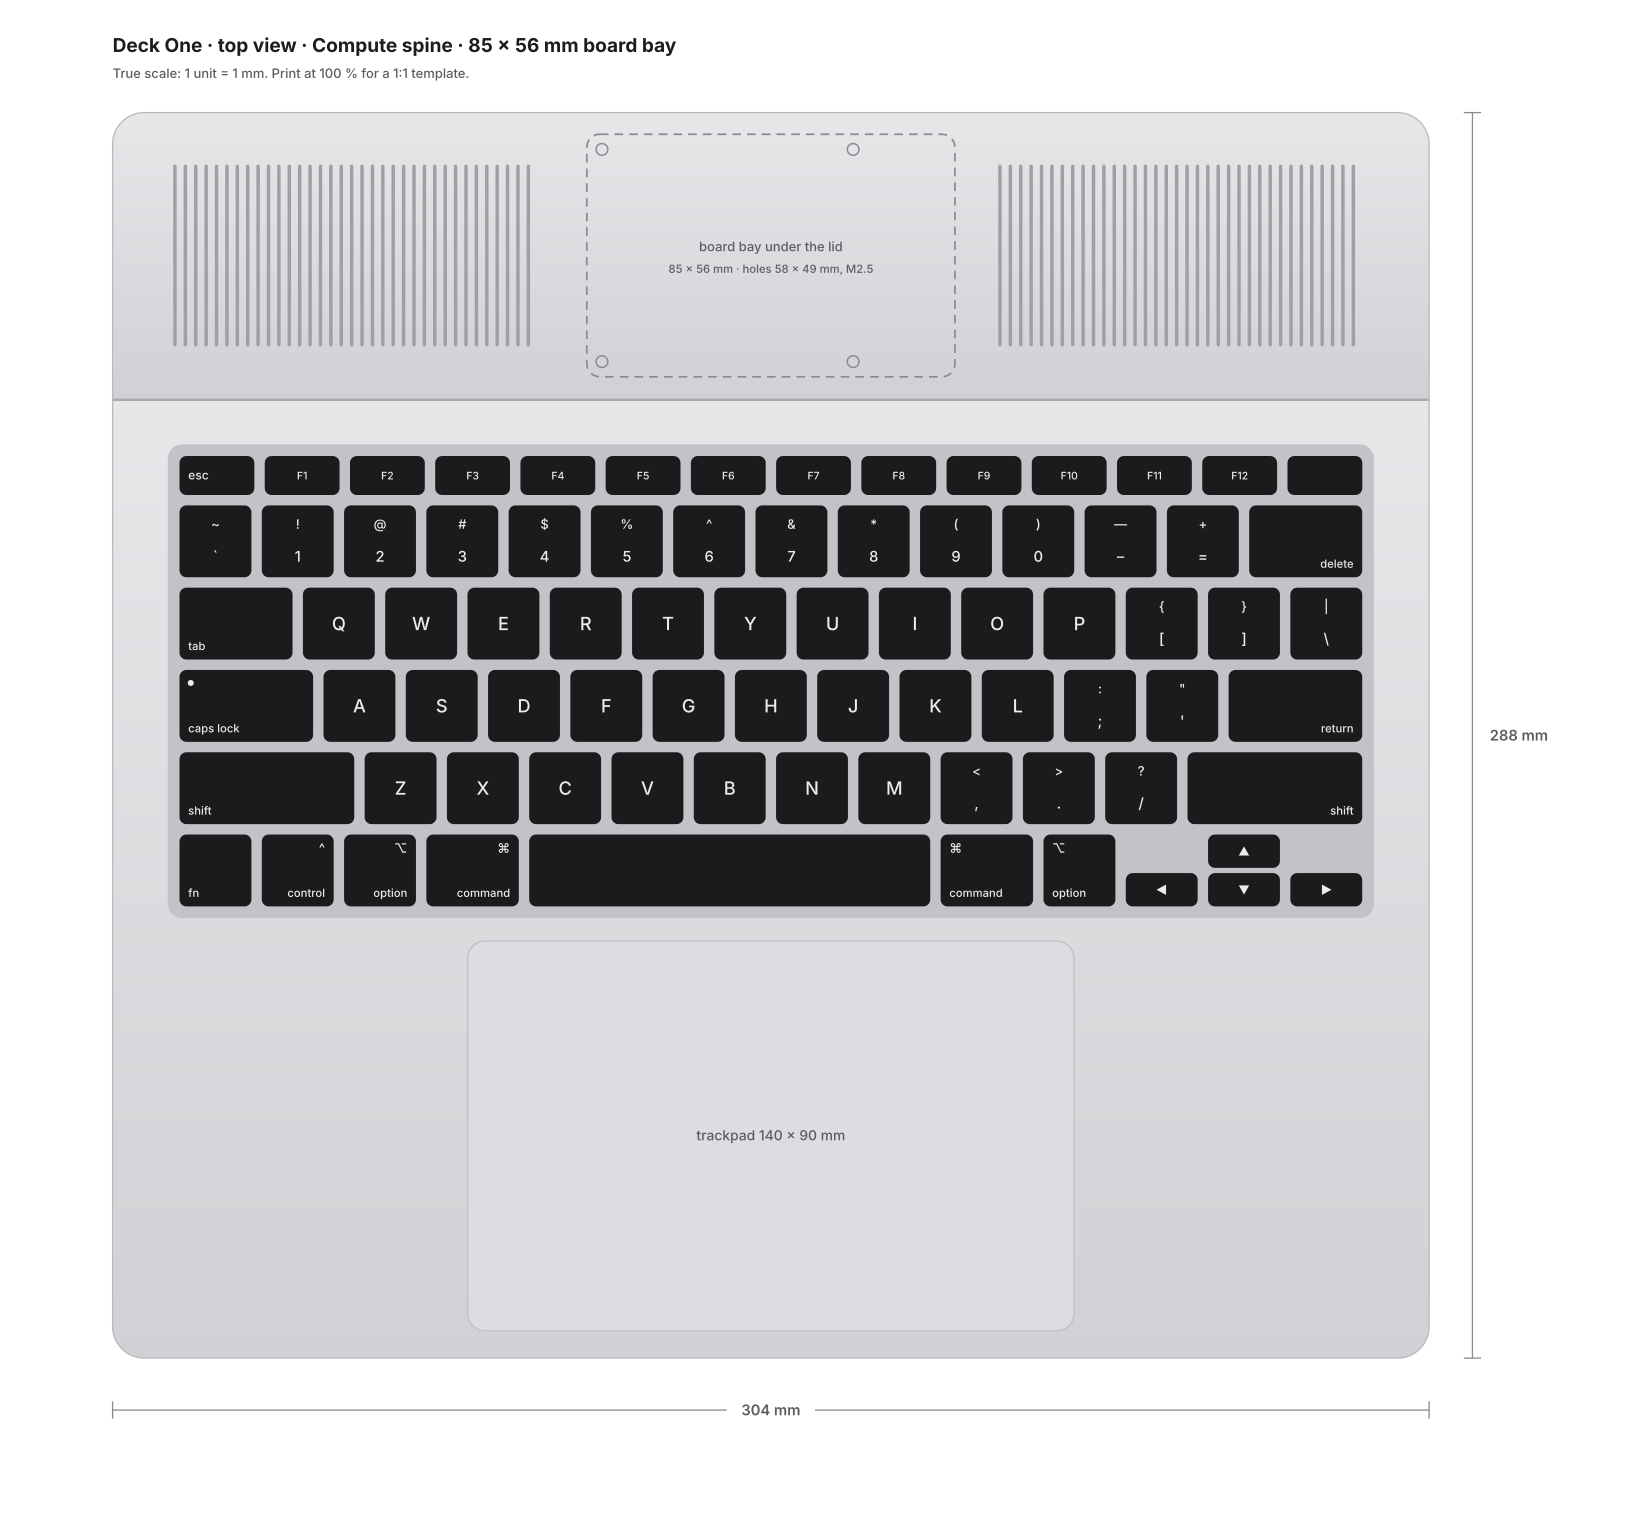 Deck One · top view · Compute spine · 85 × 56 mm board bay
True scale: 1 unit = 1 mm. Print at 100 % for a 1:1 template.
board bay under the lid
85 × 56 mm · holes 58 × 49 mm, M2.5
esc F1 F2 F3 F4 F5 F6 F7 F8 F9 F10 F11 F12
~ ! @ # $ % ^ & * ( ) — +
` 1 2 3 4 5 6 7 8 9 0 – =
delete
Q W E R T Y U I O P
{ } |
[ ] \
tab
A S D F G H J K L
: "
; '
caps lock return
Z X C V B N M
< > ?
, . /
shift shift
^ ⌥ ⌘ ⌘ ⌥ ▲
fn control option command command option ◀ ▼ ▶
288 mm
trackpad 140 × 90 mm
304 mm